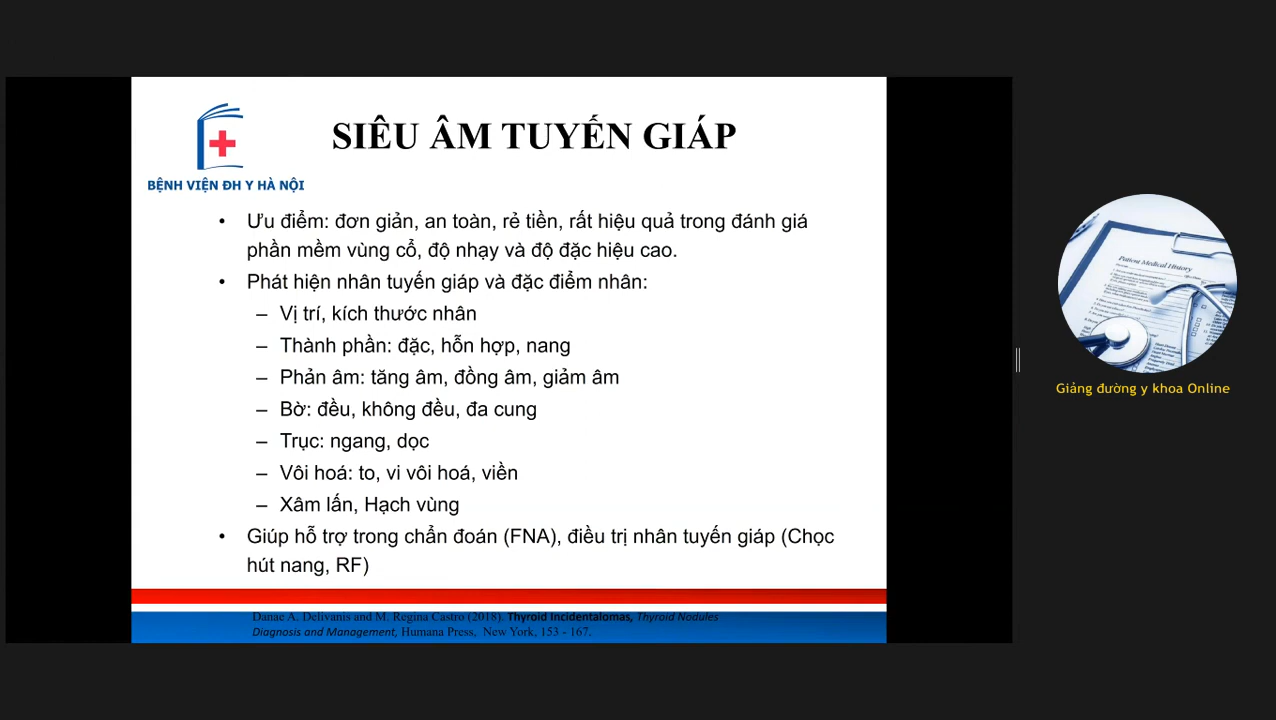 SIÊU ÂM TUYẾN GIÁP
BỆNH VIỆN ĐH Y HÀ NỘI
• Ưu điểm: đơn giản, an toàn, rẻ tiền, rất hiệu quả trong đánh giá
phần mềm vùng cổ, độ nhạy và độ đặc hiệu cao.
• Phát hiện nhân tuyến giáp và đặc điểm nhân:
– Vị trí, kích thước nhân
– Thành phần: đặc, hỗn hợp, nang
– Phản âm: tăng âm, đồng âm, giảm âm
– Bờ: đều, không đều, đa cung
– Trục: ngang, dọc
– Vôi hoá: to, vi vôi hoá, viền
– Xâm lấn, Hạch vùng
• Giúp hỗ trợ trong chẩn đoán (FNA), điều trị nhân tuyến giáp (Chọc
hút nang, RF)
Danae A. Delivanis and M. Regina Castro (2018). Thyroid Incidentalomas, Thyroid Nodules
Diagnosis and Management, Humana Press, New York, 153 - 167.
Patient Medical History
Giảng đường y khoa Online